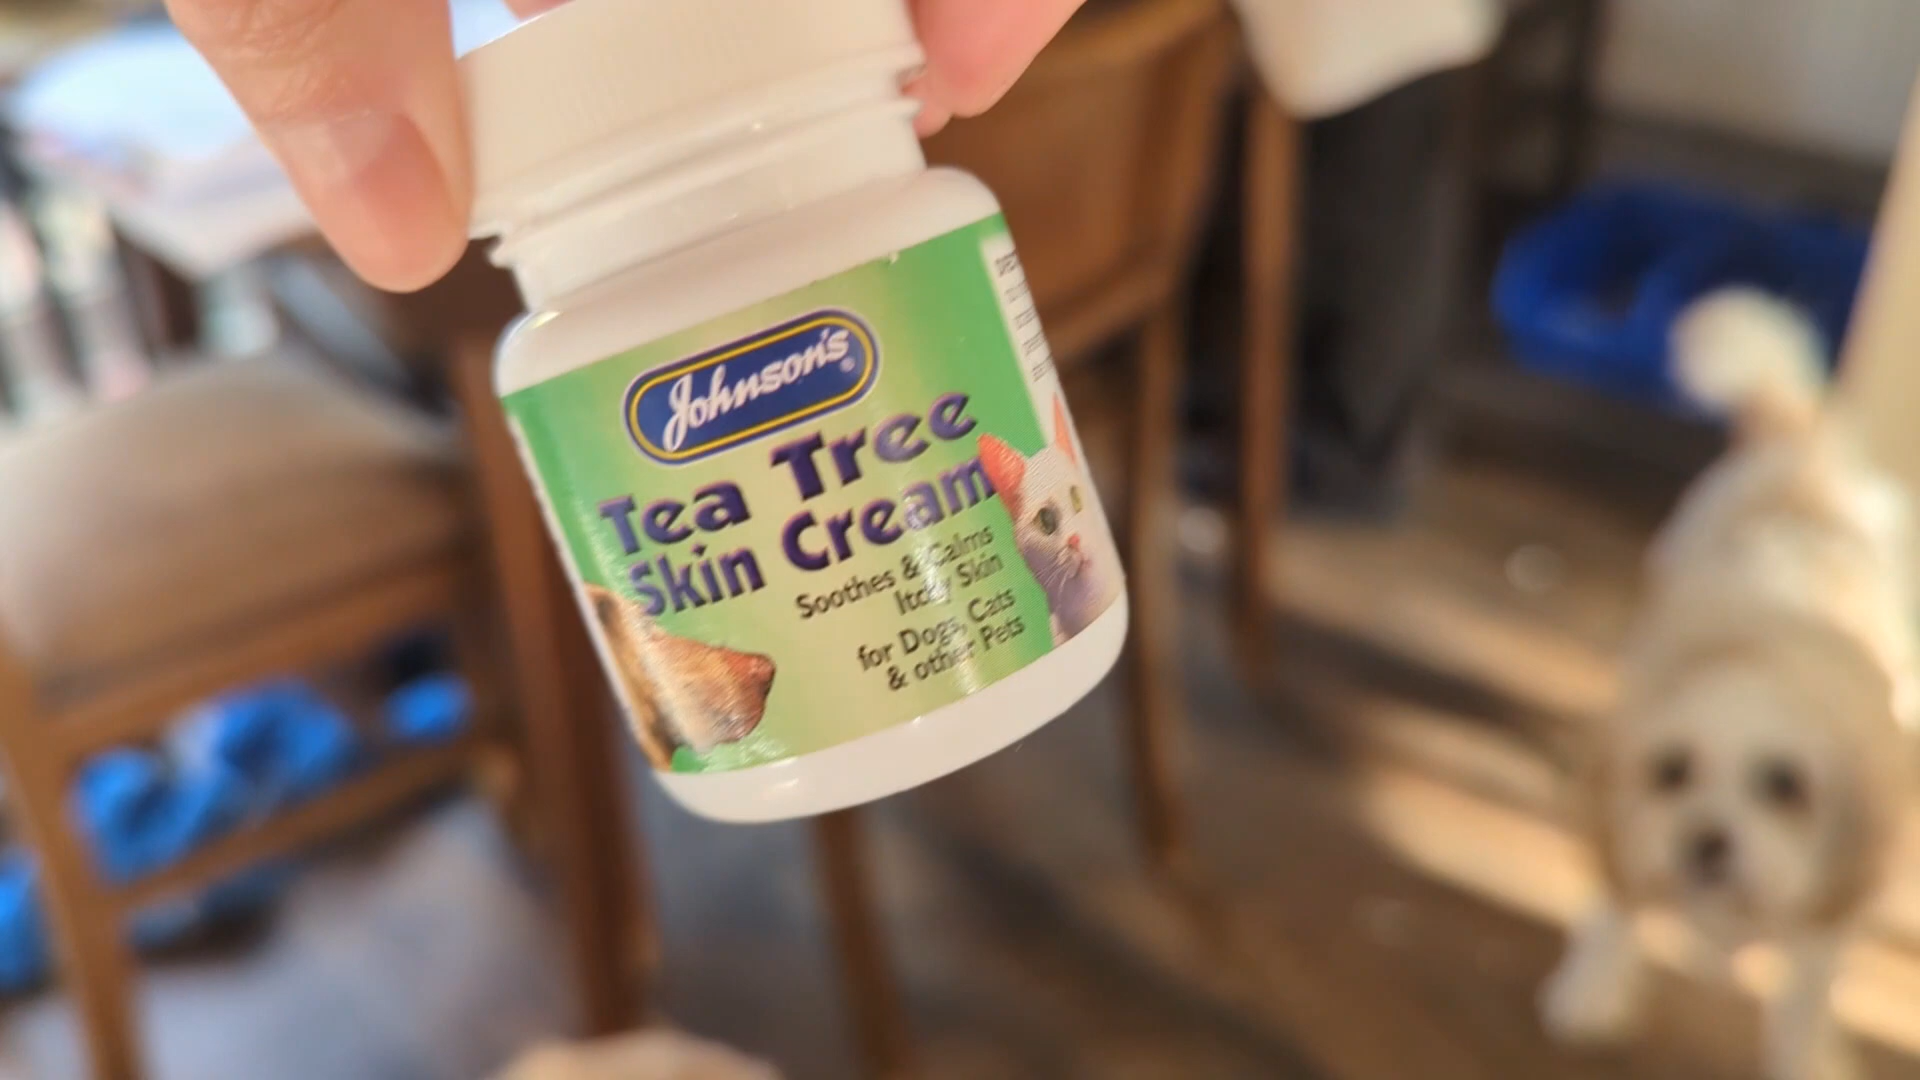 Johnson's®
Tea Tree
Skin Cream
Soothes & Calms
Itchy Skin
for Dogs, Cats
& other Pets